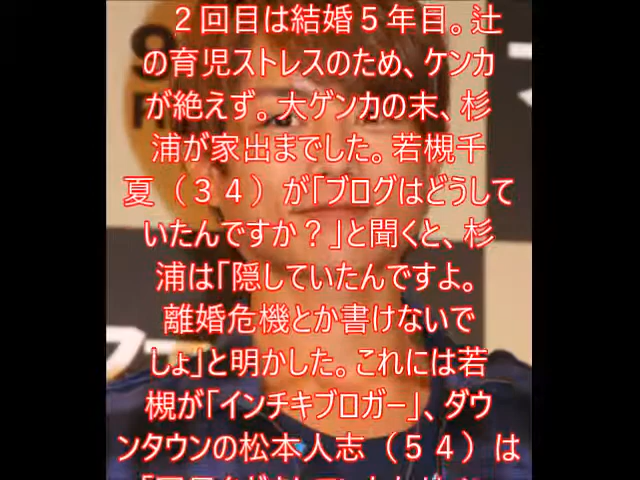 ２回目は結婚５年目。辻
の育児ストレスのため、ケンカ
が絶えず。大ゲンカの末、杉
浦が家出までした。若槻千
夏（３４）が「ブログはどうして
いたんですか？」と聞くと、杉
浦は「隠していたんですよ。
離婚危機とか書けないで
しょ」と明かした。これには若
槻が「インチキブロガー」、ダウ
ンタウンの松本人志（５４）は